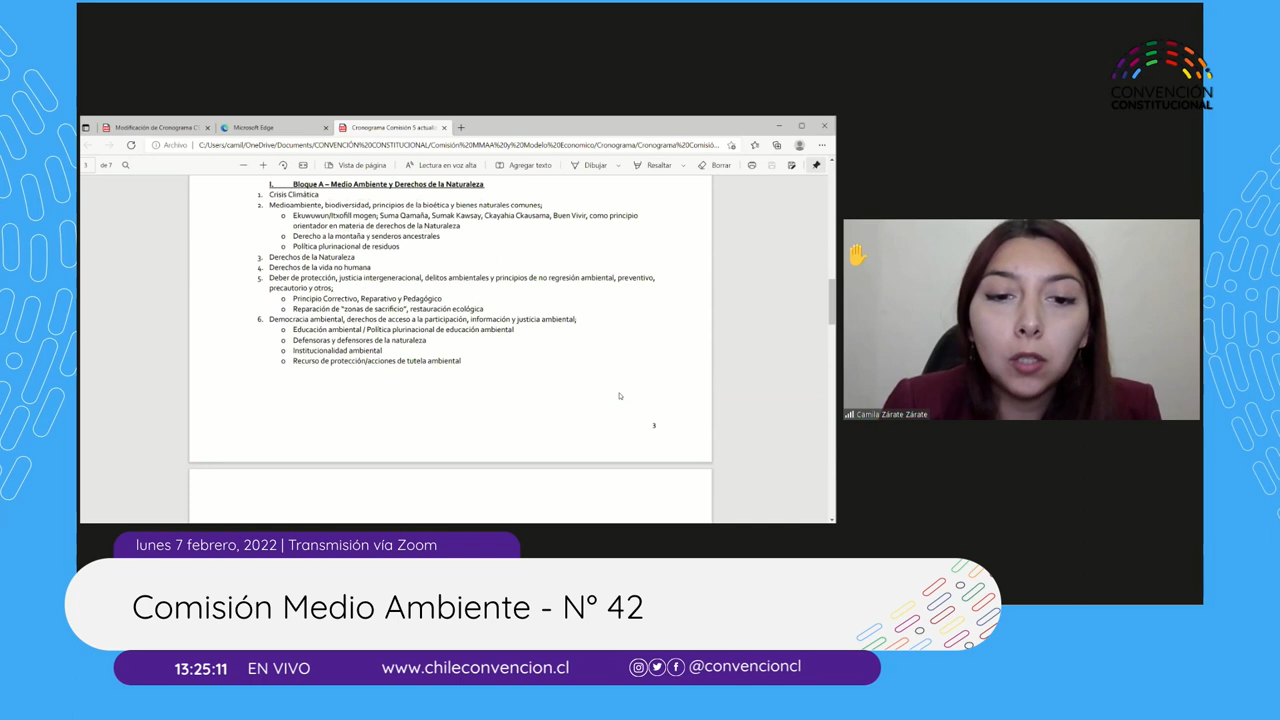 CONVENCIÓN
CONSTITUCIONAL
Modificación de Cronograma C5
Microsoft Edge
Cronograma Comisión 5 actuali
Archivo
C:/Users/camil/OneDrive/Documents/CONVENCIÓN%20CONSTITUCIONAL/Comisión%20MMAA%20y%20Modelo%20Economico/Cronograma/Cronograma%20Comisió...
3 de 7
Vista de página
Lectura en voz alta
Agregar texto
Dibujar
Resaltar
Borrar
I. Bloque A – Medio Ambiente y Derechos de la Naturaleza
1. Crisis Climática
2. Medioambiente, biodiversidad, principios de la bioética y bienes naturales comunes;
o Ekuwuwun/Itxofill mogen; Suma Qamaña, Sumak Kawsay, Ckayahia Ckausama, Buen Vivir, como principio
orientador en materia de derechos de la Naturaleza
o Derecho a la montaña y senderos ancestrales
o Política plurinacional de residuos
3. Derechos de la Naturaleza
4. Derechos de la vida no humana
5. Deber de protección, justicia intergeneracional, delitos ambientales y principios de no regresión ambiental, preventivo,
precautorio y otros;
o Principio Correctivo, Reparativo y Pedagógico
o Reparación de "zonas de sacrificio", restauración ecológica
6. Democracia ambiental, derechos de acceso a la participación, información y justicia ambiental;
o Educación ambiental / Política plurinacional de educación ambiental
o Defensoras y defensores de la naturaleza
o Institucionalidad ambiental
o Recurso de protección/acciones de tutela ambiental
3
Camila Zárate Zárate
lunes 7 febrero, 2022 | Transmisión vía Zoom
Comisión Medio Ambiente - N° 42
13:25:11 EN VIVO www.chileconvencion.cl @convencioncl